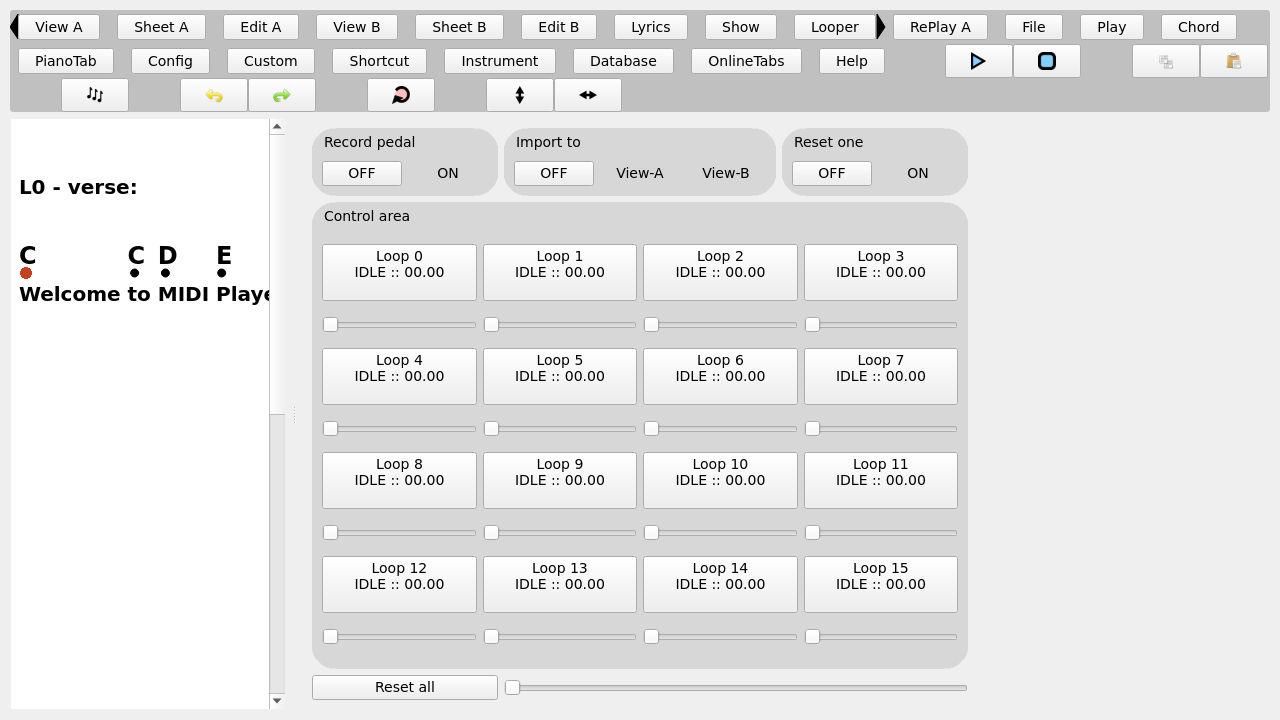 View A Sheet A Edit A View B Sheet B Edit B Lyrics Show Looper RePlay A File Play Chord
PianoTab Config Custom Shortcut Instrument Database OnlineTabs Help
Record pedal Import to Reset one
OFF ON OFF View-A View-B OFF ON
L0 - verse:
Control area
C C D E
Welcome to MIDI Playe
Loop 0 Loop 1 Loop 2 Loop 3
IDLE :: 00.00 IDLE :: 00.00 IDLE :: 00.00 IDLE :: 00.00
Loop 4 Loop 5 Loop 6 Loop 7
IDLE :: 00.00 IDLE :: 00.00 IDLE :: 00.00 IDLE :: 00.00
Loop 8 Loop 9 Loop 10 Loop 11
IDLE :: 00.00 IDLE :: 00.00 IDLE :: 00.00 IDLE :: 00.00
Loop 12 Loop 13 Loop 14 Loop 15
IDLE :: 00.00 IDLE :: 00.00 IDLE :: 00.00 IDLE :: 00.00
Reset all